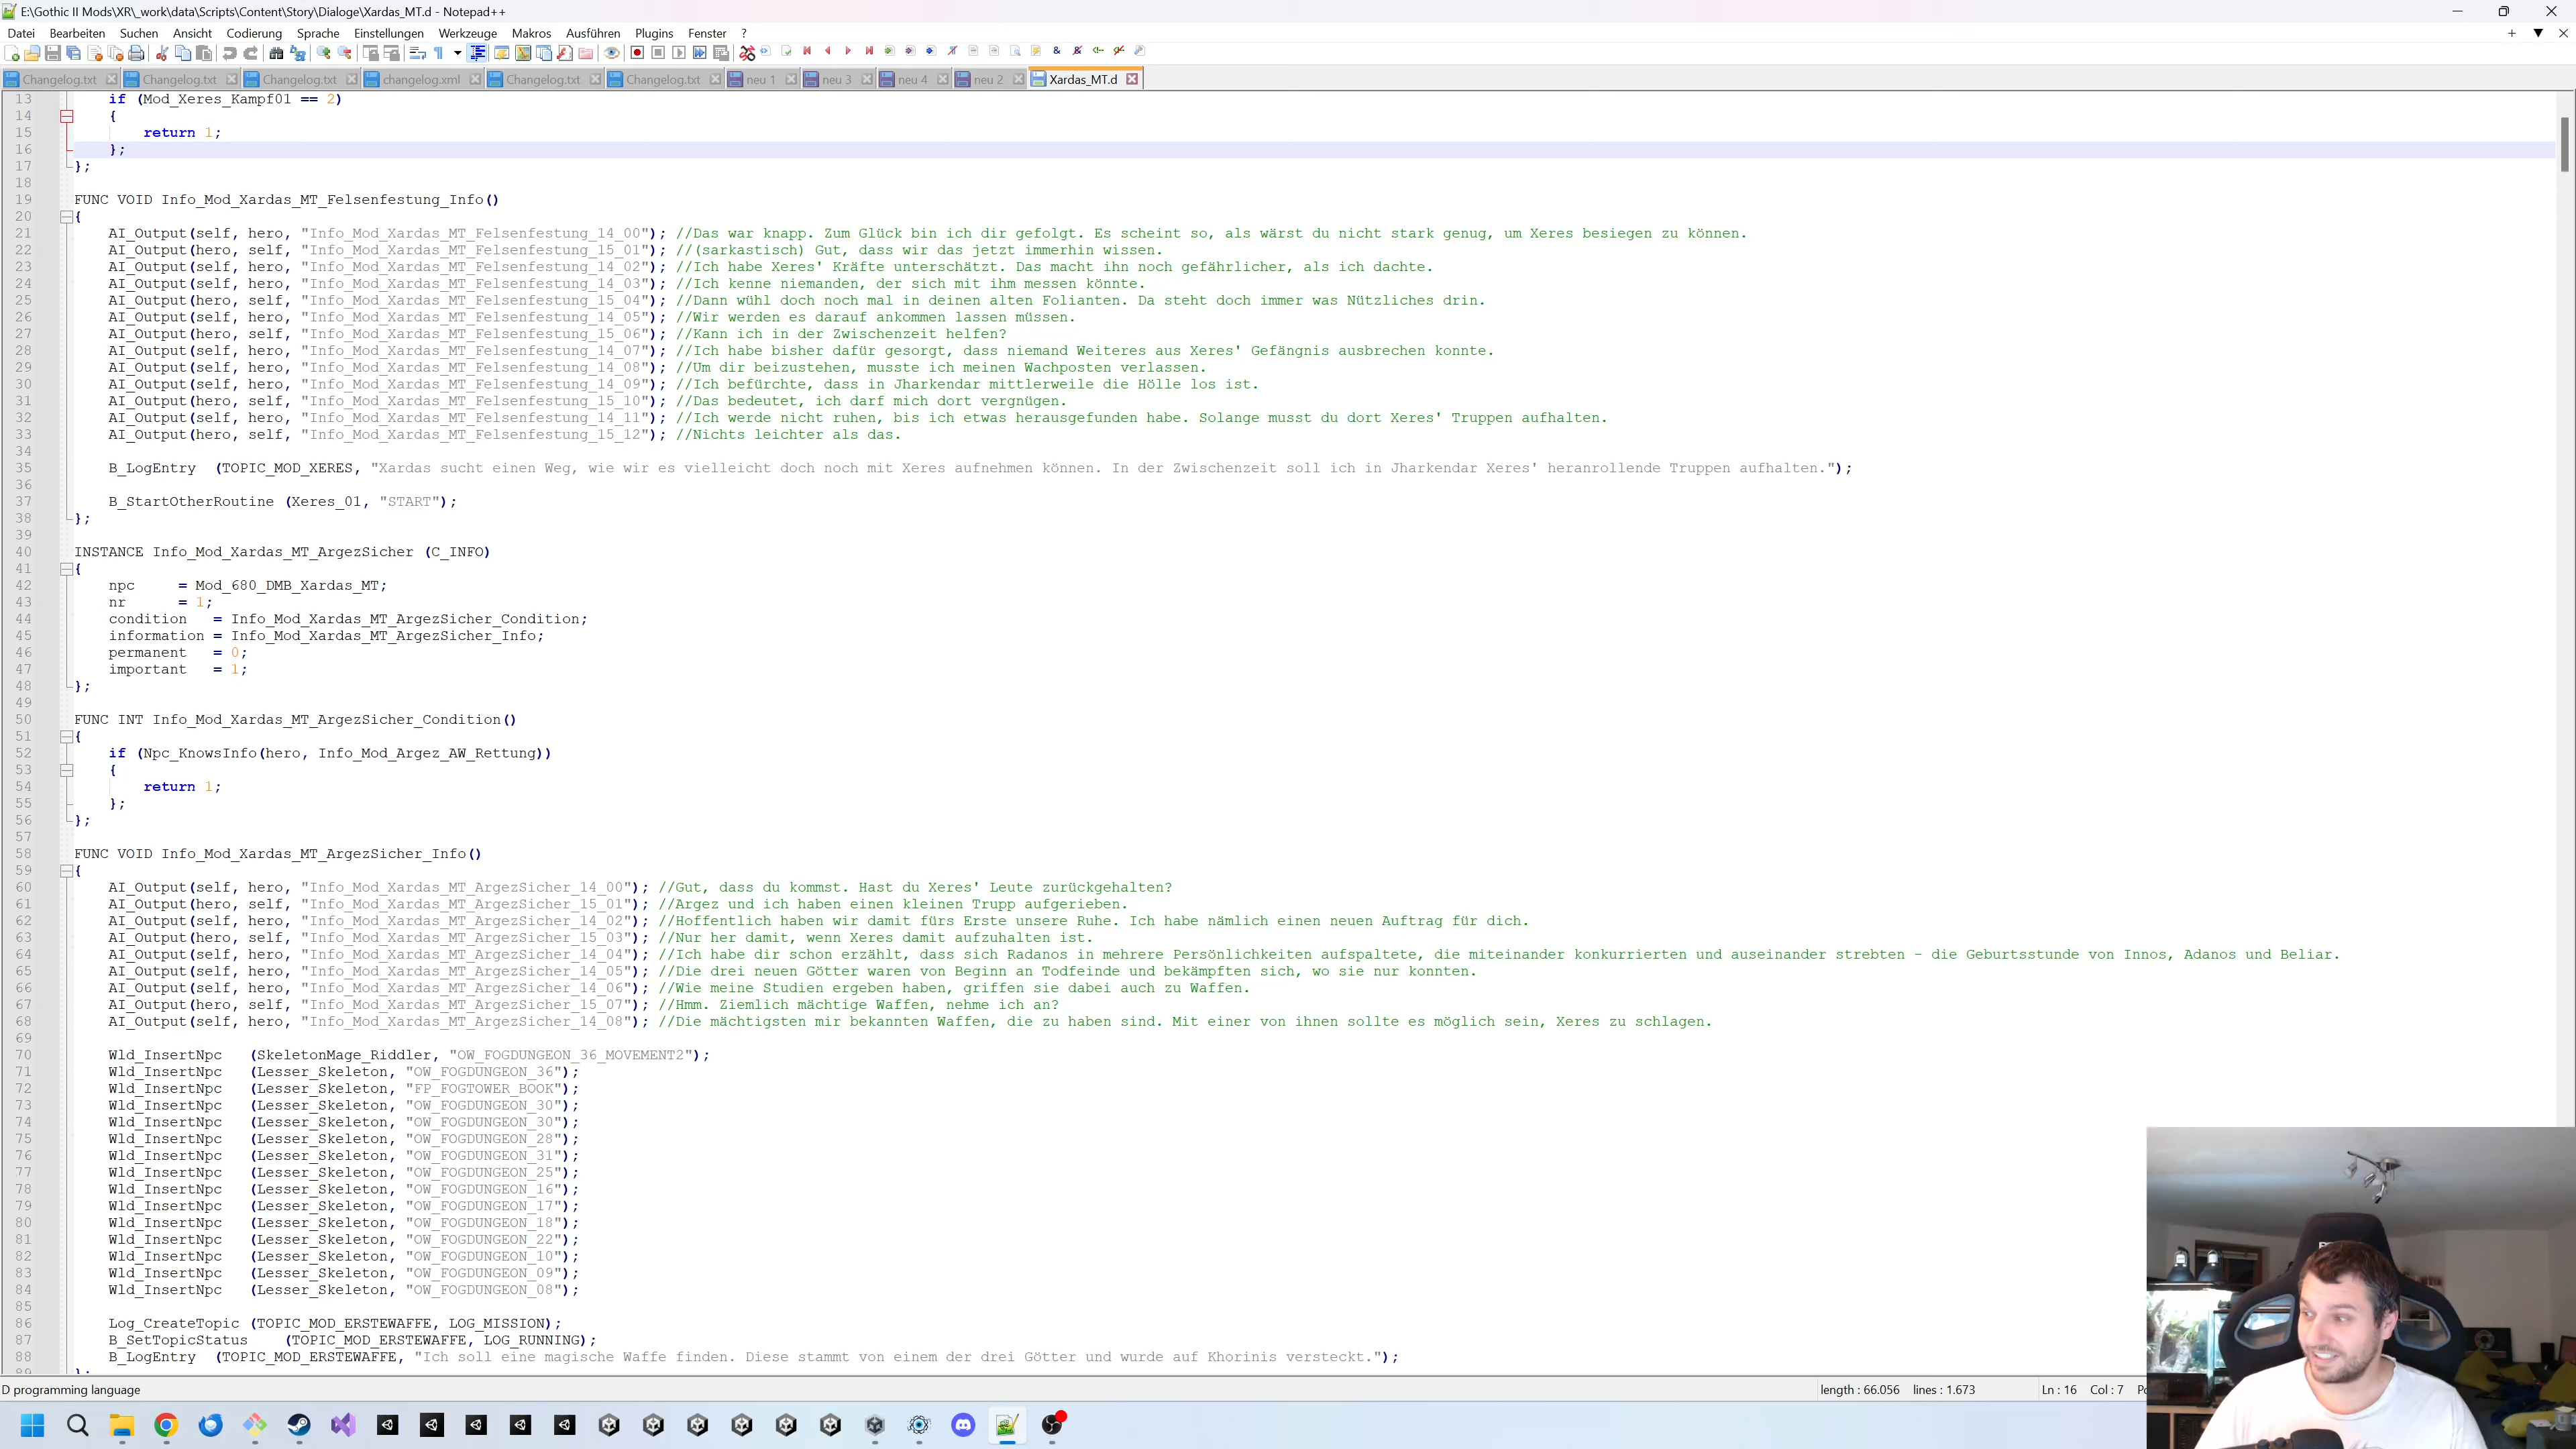 E:\Gothic II Mods\XR\_work\data\Scripts\Content\Story\Dialoge\Xardas_MT.d - Notepad++
Datei Bearbeiten Suchen Ansicht Codierung Sprache Einstellungen Werkzeuge Makros Ausführen Plugins Fenster ?
Changelog.txt Changelog.txt Changelog.txt changelog.xml Changelog.txt Changelog.txt neu 1 neu 3 neu 4 neu 2 Xardas_MT.d
13 if (Mod_Xeres_Kampf01 == 2)
14 {
15 return 1;
16 };
17 };
18
19 FUNC VOID Info_Mod_Xardas_MT_Felsenfestung_Info()
20 {
21 AI_Output(self, hero, "Info_Mod_Xardas_MT_Felsenfestung_14_00"); //Das war knapp. Zum Glück bin ich dir gefolgt. Es scheint so, als wärst du nicht stark genug, um Xeres besiegen zu können.
22 AI_Output(hero, self, "Info_Mod_Xardas_MT_Felsenfestung_15_01"); //(sarkastisch) Gut, dass wir das jetzt immerhin wissen.
23 AI_Output(self, hero, "Info_Mod_Xardas_MT_Felsenfestung_14_02"); //Ich habe Xeres' Kräfte unterschätzt. Das macht ihn noch gefährlicher, als ich dachte.
24 AI_Output(self, hero, "Info_Mod_Xardas_MT_Felsenfestung_14_03"); //Ich kenne niemanden, der sich mit ihm messen könnte.
25 AI_Output(hero, self, "Info_Mod_Xardas_MT_Felsenfestung_15_04"); //Dann wühl doch noch mal in deinen alten Folianten. Da steht doch immer was Nützliches drin.
26 AI_Output(self, hero, "Info_Mod_Xardas_MT_Felsenfestung_14_05"); //Wir werden es darauf ankommen lassen müssen.
27 AI_Output(hero, self, "Info_Mod_Xardas_MT_Felsenfestung_15_06"); //Kann ich in der Zwischenzeit helfen?
28 AI_Output(self, hero, "Info_Mod_Xardas_MT_Felsenfestung_14_07"); //Ich habe bisher dafür gesorgt, dass niemand Weiteres aus Xeres' Gefängnis ausbrechen konnte.
29 AI_Output(self, hero, "Info_Mod_Xardas_MT_Felsenfestung_14_08"); //Um dir beizustehen, musste ich meinen Wachposten verlassen.
30 AI_Output(self, hero, "Info_Mod_Xardas_MT_Felsenfestung_14_09"); //Ich befürchte, dass in Jharkendar mittlerweile die Hölle los ist.
31 AI_Output(hero, self, "Info_Mod_Xardas_MT_Felsenfestung_15_10"); //Das bedeutet, ich darf mich dort vergnügen.
32 AI_Output(self, hero, "Info_Mod_Xardas_MT_Felsenfestung_14_11"); //Ich werde nicht ruhen, bis ich etwas herausgefunden habe. Solange musst du dort Xeres' Truppen aufhalten.
33 AI_Output(hero, self, "Info_Mod_Xardas_MT_Felsenfestung_15_12"); //Nichts leichter als das.
34
35 B_LogEntry (TOPIC_MOD_XERES, "Xardas sucht einen Weg, wie wir es vielleicht doch noch mit Xeres aufnehmen können. In der Zwischenzeit soll ich in Jharkendar Xeres' heranrollende Truppen aufhalten.");
36
37 B_StartOtherRoutine (Xeres_01, "START");
38 };
39
40 INSTANCE Info_Mod_Xardas_MT_ArgezSicher (C_INFO)
41 {
42 npc = Mod_680_DMB_Xardas_MT;
43 nr = 1;
44 condition = Info_Mod_Xardas_MT_ArgezSicher_Condition;
45 information = Info_Mod_Xardas_MT_ArgezSicher_Info;
46 permanent = 0;
47 important = 1;
48 };
49
50 FUNC INT Info_Mod_Xardas_MT_ArgezSicher_Condition()
51 {
52 if (Npc_KnowsInfo(hero, Info_Mod_Argez_AW_Rettung))
53 {
54 return 1;
55 };
56 };
57
58 FUNC VOID Info_Mod_Xardas_MT_ArgezSicher_Info()
59 {
60 AI_Output(self, hero, "Info_Mod_Xardas_MT_ArgezSicher_14_00"); //Gut, dass du kommst. Hast du Xeres' Leute zurückgehalten?
61 AI_Output(hero, self, "Info_Mod_Xardas_MT_ArgezSicher_15_01"); //Argez und ich haben einen kleinen Trupp aufgerieben.
62 AI_Output(self, hero, "Info_Mod_Xardas_MT_ArgezSicher_14_02"); //Hoffentlich haben wir damit fürs Erste unsere Ruhe. Ich habe nämlich einen neuen Auftrag für dich.
63 AI_Output(hero, self, "Info_Mod_Xardas_MT_ArgezSicher_15_03"); //Nur her damit, wenn Xeres damit aufzuhalten ist.
64 AI_Output(self, hero, "Info_Mod_Xardas_MT_ArgezSicher_14_04"); //Ich habe dir schon erzählt, dass sich Radanos in mehrere Persönlichkeiten aufspaltete, die miteinander konkurrierten und auseinander strebten – die Geburtsstunde von Innos, Adanos und Beliar.
65 AI_Output(self, hero, "Info_Mod_Xardas_MT_ArgezSicher_14_05"); //Die drei neuen Götter waren von Beginn an Todfeinde und bekämpften sich, wo sie nur konnten.
66 AI_Output(self, hero, "Info_Mod_Xardas_MT_ArgezSicher_14_06"); //Wie meine Studien ergeben haben, griffen sie dabei auch zu Waffen.
67 AI_Output(hero, self, "Info_Mod_Xardas_MT_ArgezSicher_15_07"); //Hmm. Ziemlich mächtige Waffen, nehme ich an?
68 AI_Output(self, hero, "Info_Mod_Xardas_MT_ArgezSicher_14_08"); //Die mächtigsten mir bekannten Waffen, die zu haben sind. Mit einer von ihnen sollte es möglich sein, Xeres zu schlagen.
69
70 Wld_InsertNpc (SkeletonMage_Riddler, "OW_FOGDUNGEON_36_MOVEMENT2");
71 Wld_InsertNpc (Lesser_Skeleton, "OW_FOGDUNGEON_36");
72 Wld_InsertNpc (Lesser_Skeleton, "FP_FOGTOWER_BOOK");
73 Wld_InsertNpc (Lesser_Skeleton, "OW_FOGDUNGEON_30");
74 Wld_InsertNpc (Lesser_Skeleton, "OW_FOGDUNGEON_30");
75 Wld_InsertNpc (Lesser_Skeleton, "OW_FOGDUNGEON_28");
76 Wld_InsertNpc (Lesser_Skeleton, "OW_FOGDUNGEON_31");
77 Wld_InsertNpc (Lesser_Skeleton, "OW_FOGDUNGEON_25");
78 Wld_InsertNpc (Lesser_Skeleton, "OW_FOGDUNGEON_16");
79 Wld_InsertNpc (Lesser_Skeleton, "OW_FOGDUNGEON_17");
80 Wld_InsertNpc (Lesser_Skeleton, "OW_FOGDUNGEON_18");
81 Wld_InsertNpc (Lesser_Skeleton, "OW_FOGDUNGEON_22");
82 Wld_InsertNpc (Lesser_Skeleton, "OW_FOGDUNGEON_10");
83 Wld_InsertNpc (Lesser_Skeleton, "OW_FOGDUNGEON_09");
84 Wld_InsertNpc (Lesser_Skeleton, "OW_FOGDUNGEON_08");
85
86 Log_CreateTopic (TOPIC_MOD_ERSTEWAFFE, LOG_MISSION);
87 B_SetTopicStatus (TOPIC_MOD_ERSTEWAFFE, LOG_RUNNING);
88 B_LogEntry (TOPIC_MOD_ERSTEWAFFE, "Ich soll eine magische Waffe finden. Diese stammt von einem der drei Götter und wurde auf Khorinis versteckt.");
89 };
D programming language length : 66.056 lines : 1.673 Ln : 16 Col : 7